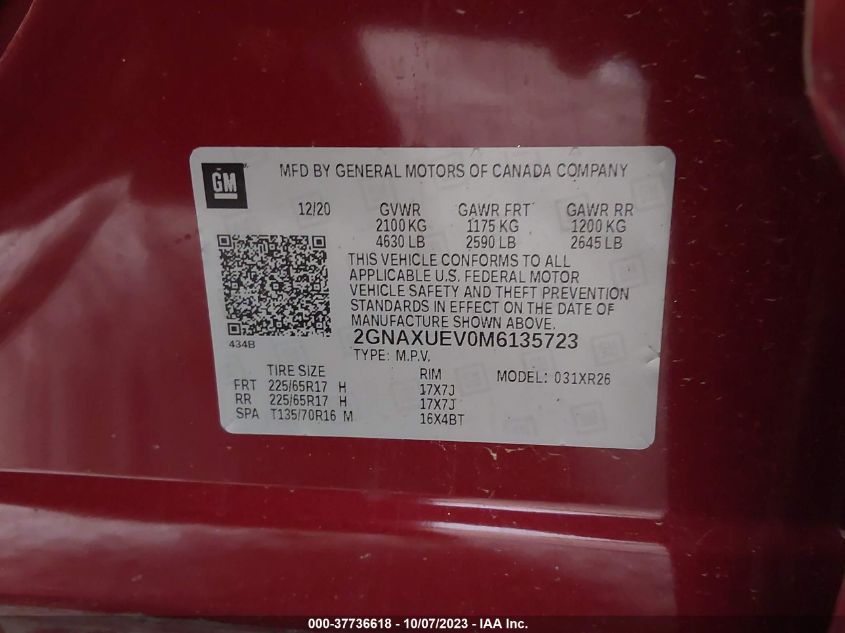 GM
MFD BY GENERAL MOTORS OF CANADA COMPANY
12/20 GVWR GAWR FRT GAWR RR
2100 KG 1175 KG 1200 KG
4630 LB 2590 LB 2645 LB
THIS VEHICLE CONFORMS TO ALL
APPLICABLE U.S. FEDERAL MOTOR
VEHICLE SAFETY AND THEFT PREVENTION
STANDARDS IN EFFECT ON THE DATE OF
MANUFACTURE SHOWN ABOVE.
434B
2GNAXUEV0M6135723
TYPE: M.P.V.
TIRE SIZE RIM MODEL: 031XR26
FRT 225/65R17 H 17X7J
RR 225/65R17 H 17X7J
SPA T135/70R16 M 16X4BT
000-37736618 - 10/07/2023 - IAA Inc.